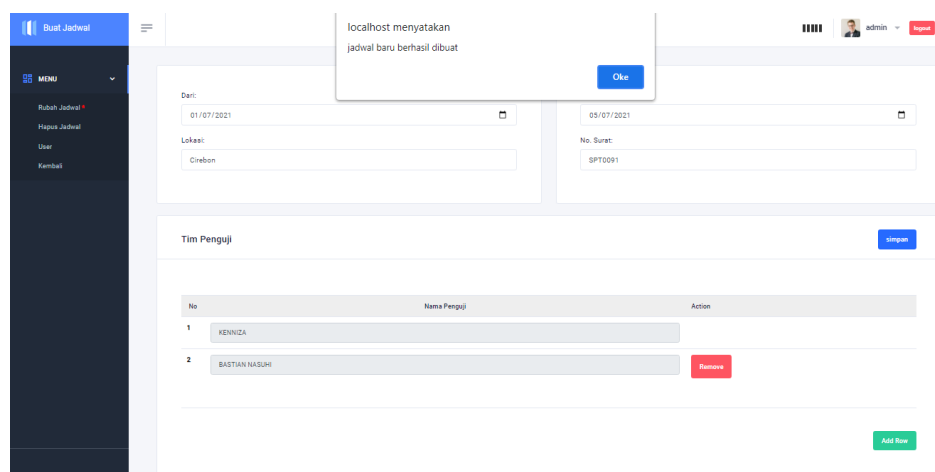 Buat Jadwal
localhost menyatakan
jadwal baru berhasil dibuat
Oke
admin
logout
MENU
Rubah Jadwal *
Hapus Jadwal
User
Kembali
Dari:
01/07/2021
05/07/2021
Lokasi:
No. Surat:
Cirebon
SPT0091
Tim Penguji
simpan
No Nama Penguji Action
1 KENNIZA
2 BASTIAN NASUHI Remove
Add Row